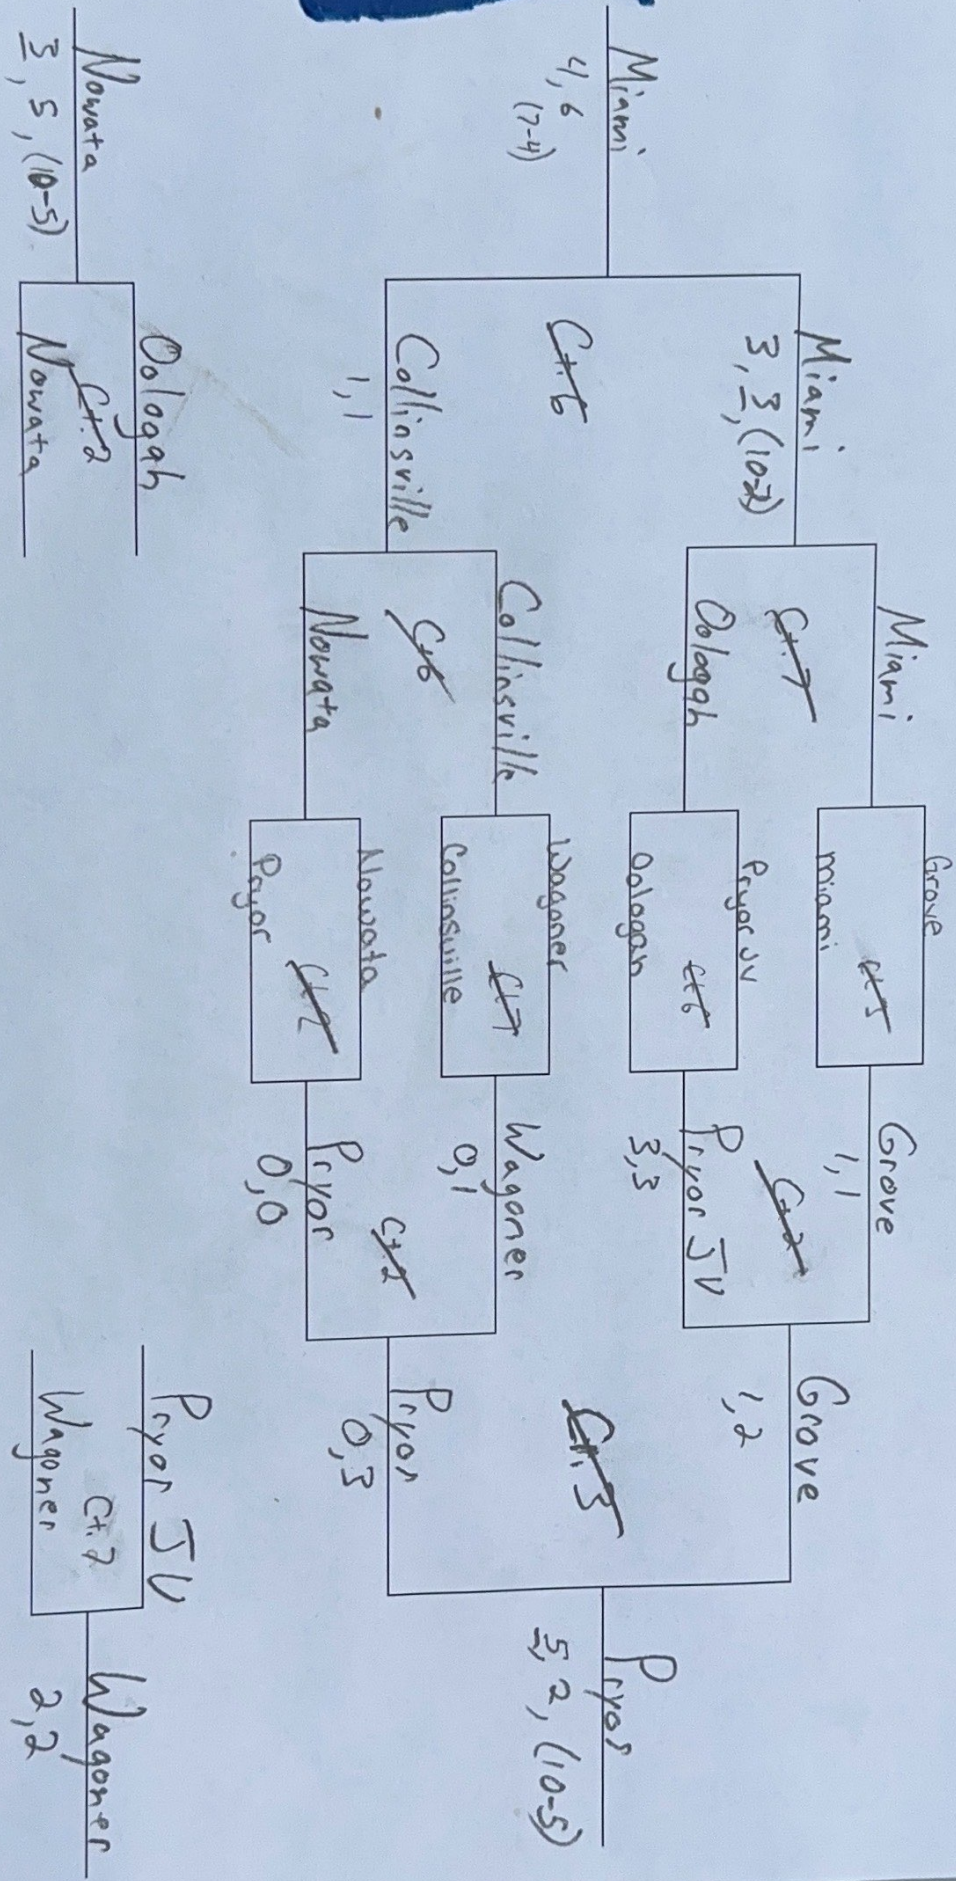 Miami
4, 6
(7-4)
Miami
3, 3, (10-2)
Ct. 6
Collinsville
1, 1
Miami
Ct. 7
Oologah
Collinsville
Ct 6
Nowata
Grove
Miami
Ct 5
Pryor JV
Oologah
Ct 6
Wagoner
Collinsville
Ct 7
Nowata
Pryor
Ct 2
Grove
1, 1
Ct. 2
Pryor JV
3, 3
Wagoner
0, 1
Ct. 2
Pryor
0, 0
Grove
1, 2
Ct. 3
Pryor
0, 3
Pryor
5, 2, (10-5)
Nowata
3, 5, (10-5)
Oologah
Ct. 2
Nowata
Pryor JV
Ct. 7
Wagoner
Wagoner
2, 2